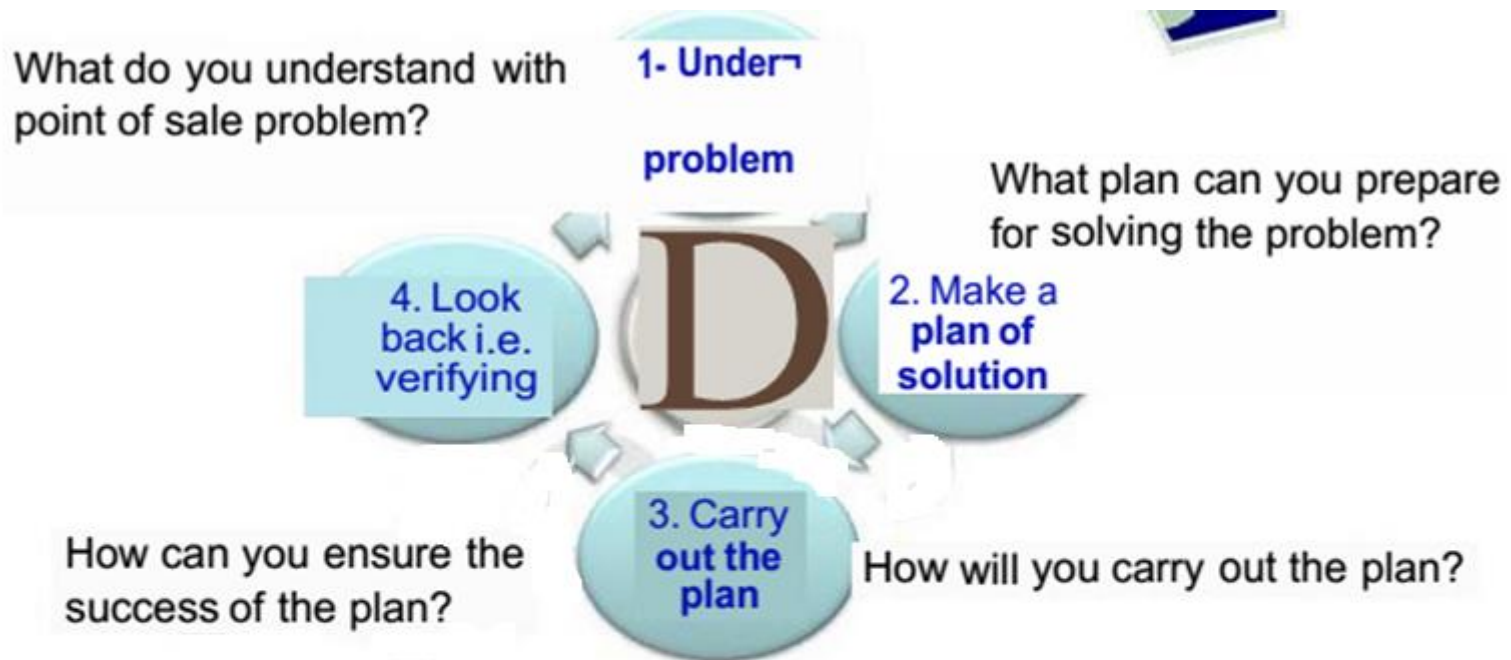 What do you understand with
point of sale problem?
1- Under¬
problem
What plan can you prepare
for solving the problem?
2. Make a
plan of
solution
4. Look
back i.e.
verifying
D
3. Carry
out the
plan
How can you ensure the
success of the plan?
How will you carry out the plan?